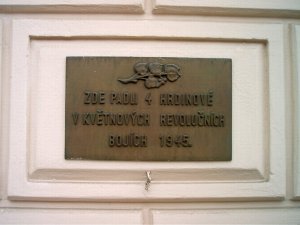 ZDE PADLI 4 HRDINOVÉ
V KVĚTNOVÝCH REVOLUČNÍCH
BOJÍCH 1945.